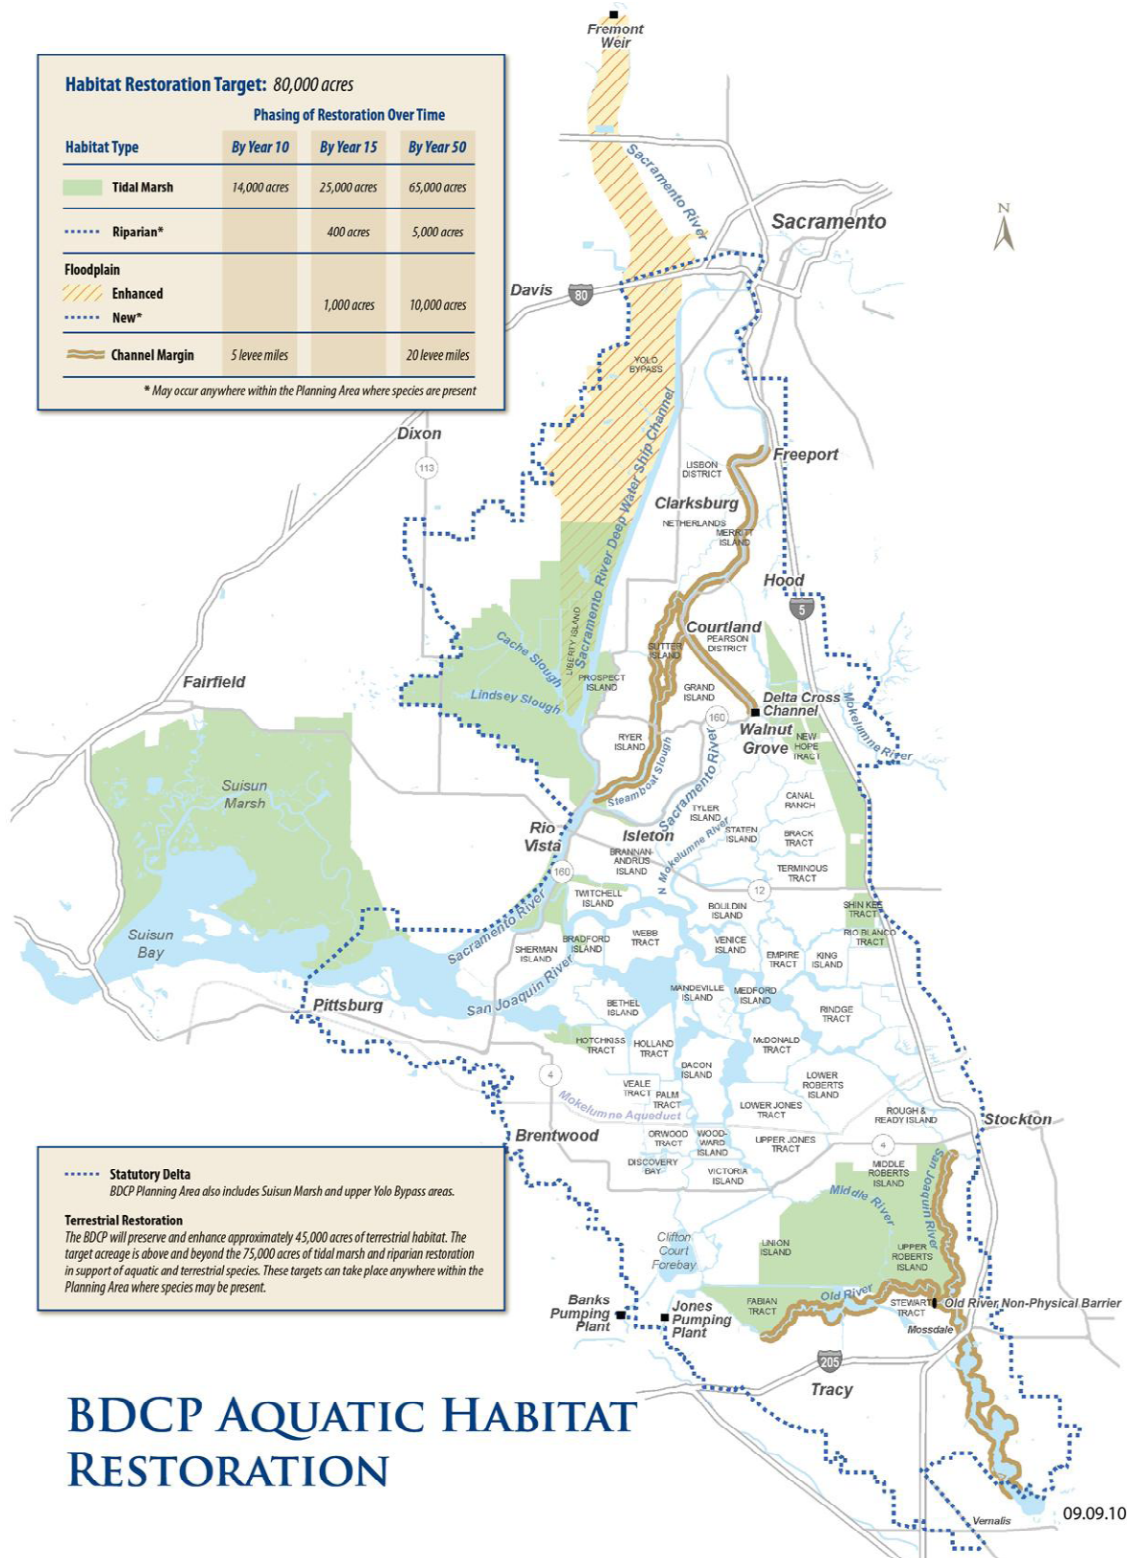 Fremont
Weir
Habitat Restoration Target: 80,000 acres
Phasing of Restoration Over Time
Habitat Type By Year 10 By Year 15 By Year 50
Tidal Marsh 14,000 acres 25,000 acres 65,000 acres
Riparian* 400 acres 5,000 acres
Floodplain
Enhanced
1,000 acres 10,000 acres
New*
Channel Margin 5 levee miles 20 levee miles
* May occur anywhere within the Planning Area where species are present
Sacramento River
N
Sacramento
Davis
80
YOLO
BYPASS
Sacramento River Deep Water Ship Channel
Dixon
113
Freeport
LISBON
DISTRICT
Clarksburg
NETHERLANDS
MERRITT
ISLAND
Hood
5
Courtland
PEARSON
DISTRICT
LIBERTY ISLAND
Cache Slough
SUTTER
ISLAND
PROSPECT
ISLAND
Lindsey Slough
Fairfield
GRAND
ISLAND
Delta Cross
Channel
160
Walnut
Grove
Mokelumne River
RYER
ISLAND
NEW
HOPE
TRACT
Steamboat Slough
Sacramento River
Suisun
Marsh
CANAL
RANCH
TYLER
ISLAND
Rio
Vista
Isleton
STATEN
ISLAND
BRACK
TRACT
N Mokelumne River
BRANNAN-
ANDRUS
ISLAND
160
TERMINOUS
TRACT
12
TWITCHELL
ISLAND
BOULDIN
ISLAND
SHIN KEE
TRACT
RIO BLANCO
TRACT
Suisun
Bay
Sacramento River
SHERMAN
ISLAND
BRADFORD
ISLAND
WEBB
TRACT
VENICE
ISLAND
EMPIRE
TRACT
KING
ISLAND
San Joaquin River
MANDEVILLE
ISLAND
MEDFORD
ISLAND
Pittsburg
BETHEL
ISLAND
RINDGE
TRACT
HOTCHKISS
TRACT
HOLLAND
TRACT
McDONALD
TRACT
BACON
ISLAND
4
VEALE
TRACT
PALM
TRACT
LOWER
ROBERTS
ISLAND
Mokelumne Aqueduct
LOWER JONES
TRACT
ROUGH &
READY ISLAND
Stockton
Brentwood
ORWOOD
TRACT
WOOD-
WARD
ISLAND
UPPER JONES
TRACT
4
DISCOVERY
BAY
VICTORIA
ISLAND
MIDDLE
ROBERTS
ISLAND
San Joaquin River
Middle River
Statutory Delta
BDCP Planning Area also includes Suisun Marsh and upper Yolo Bypass areas.
Terrestrial Restoration
The BDCP will preserve and enhance approximately 45,000 acres of terrestrial habitat. The
target acreage is above and beyond the 75,000 acres of tidal marsh and riparian restoration
in support of aquatic and terrestrial species. These targets can take place anywhere within the
Planning Area where species may be present.
Clifton
Court
Forebay
UNION
ISLAND
UPPER
ROBERTS
ISLAND
Old River
FABIAN
TRACT
STEWART
TRACT
Old River Non-Physical Barrier
Banks
Pumping
Plant
Jones
Pumping
Plant
Mossdale
205
Tracy
BDCP Aquatic Habitat
Restoration
09.09.10
Vernalis